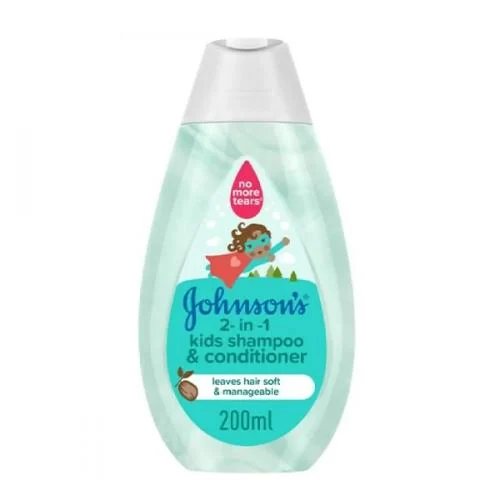 no
more
tears®
Johnson's®
2-in-1
kids shampoo
& conditioner
leaves hair soft
& manageable
200ml